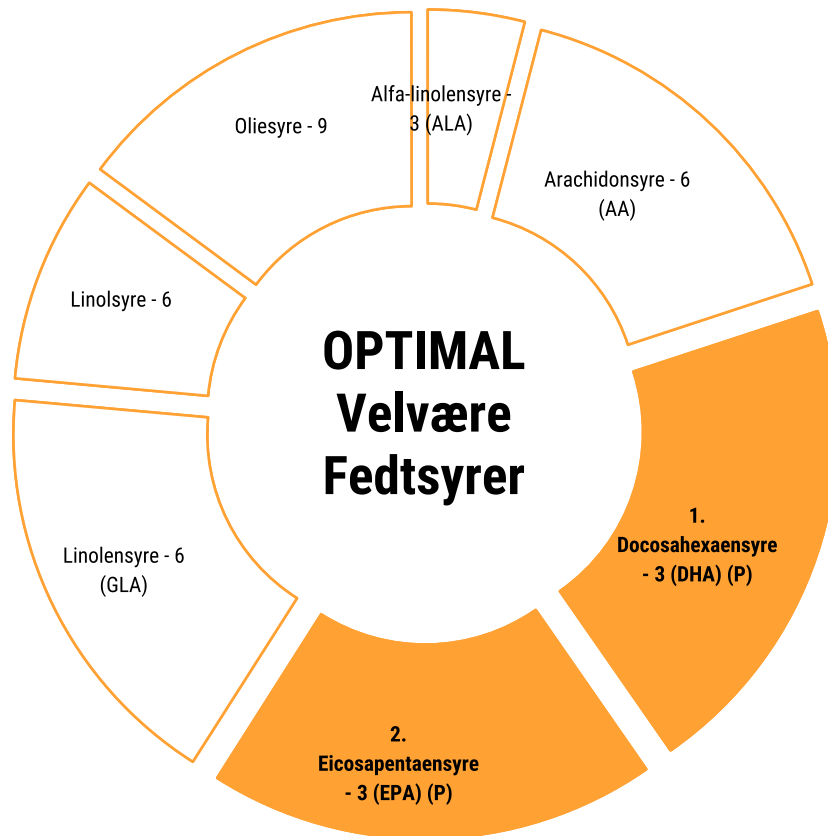 Alfa-linolensyre -
3 (ALA)
Oliesyre - 9
Arachidonsyre - 6
(AA)
Linolsyre - 6
OPTIMAL
Velvære
Fedtsyrer
1.
Docosahexaensyre
- 3 (DHA) (P)
Linolensyre - 6
(GLA)
2.
Eicosapentaensyre
- 3 (EPA) (P)